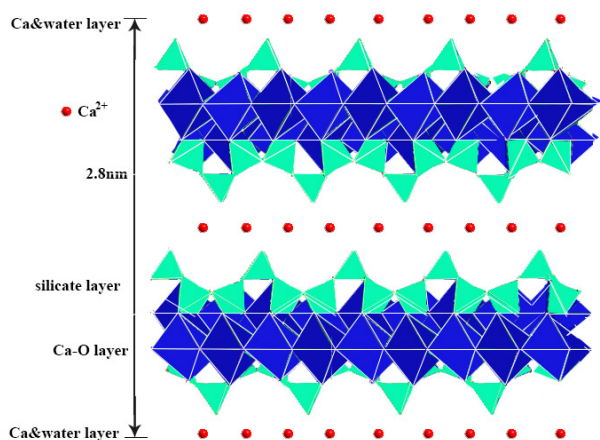 Ca&water layer
Ca²⁺
2.8nm
silicate layer
Ca-O layer
Ca&water layer